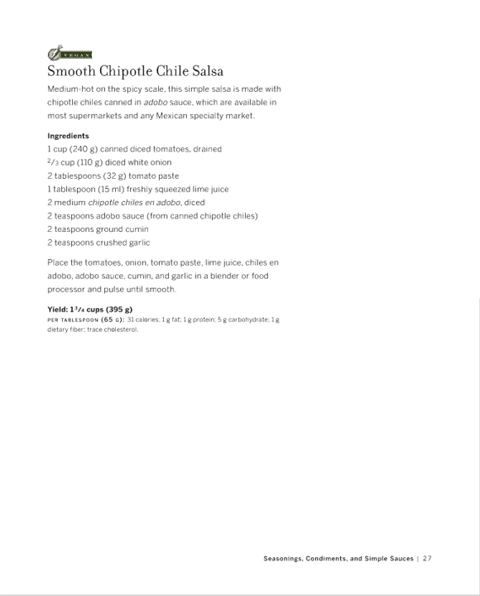 VEGAN
Smooth Chipotle Chile Salsa
Medium-hot on the spicy scale, this simple salsa is made with
chipotle chiles canned in adobo sauce, which are available in
most supermarkets and any Mexican specialty market.
Ingredients
1 cup (240 g) canned diced tomatoes, drained
2/3 cup (110 g) diced white onion
2 tablespoons (32 g) tomato paste
1 tablespoon (15 ml) freshly squeezed lime juice
2 medium chipotle chiles en adobo, diced
2 teaspoons adobo sauce (from canned chipotle chiles)
2 teaspoons ground cumin
2 teaspoons crushed garlic
Place the tomatoes, onion, tomato paste, lime juice, chiles en
adobo, adobo sauce, cumin, and garlic in a blender or food
processor and pulse until smooth.
Yield: 1 3/4 cups (395 g)
PER TABLESPOON (65 G): 31 calories; 1 g fat; 1 g protein; 5 g carbohydrate; 1 g
dietary fiber; trace cholesterol.
Seasonings, Condiments, and Simple Sauces | 27